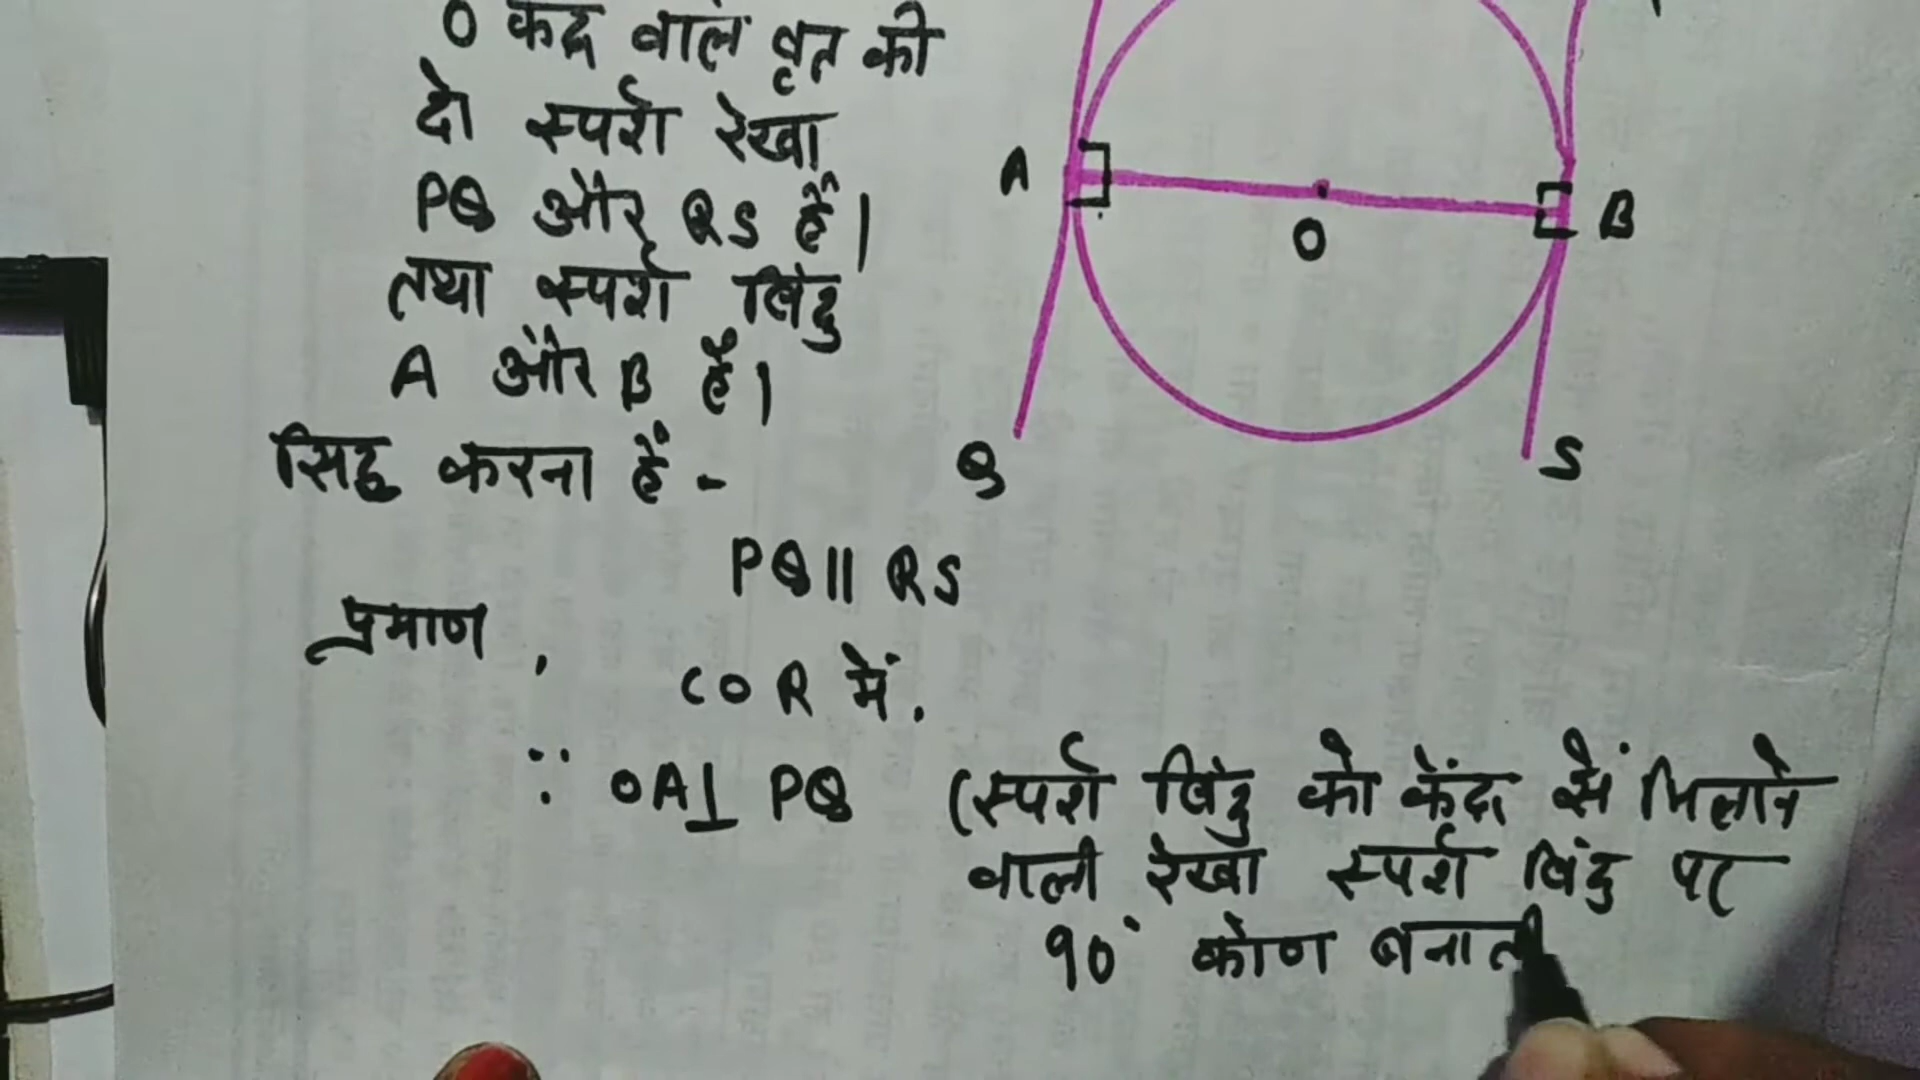 O केंद्र वाले वृत की
दो स्पर्श रेखा
PQ और RS हैं।
तथा स्पर्श बिंदु
A और B हैं।
सिद्ध करना हैं -
PQ || RS
प्रमाण,
COR में.
∵ OA⊥ PQ (स्पर्श बिंदु को केंद्र सें मिलाने
वाली रेखा स्पर्श बिंदु पर
90° कोण बनाती
A
O
B
Q
S